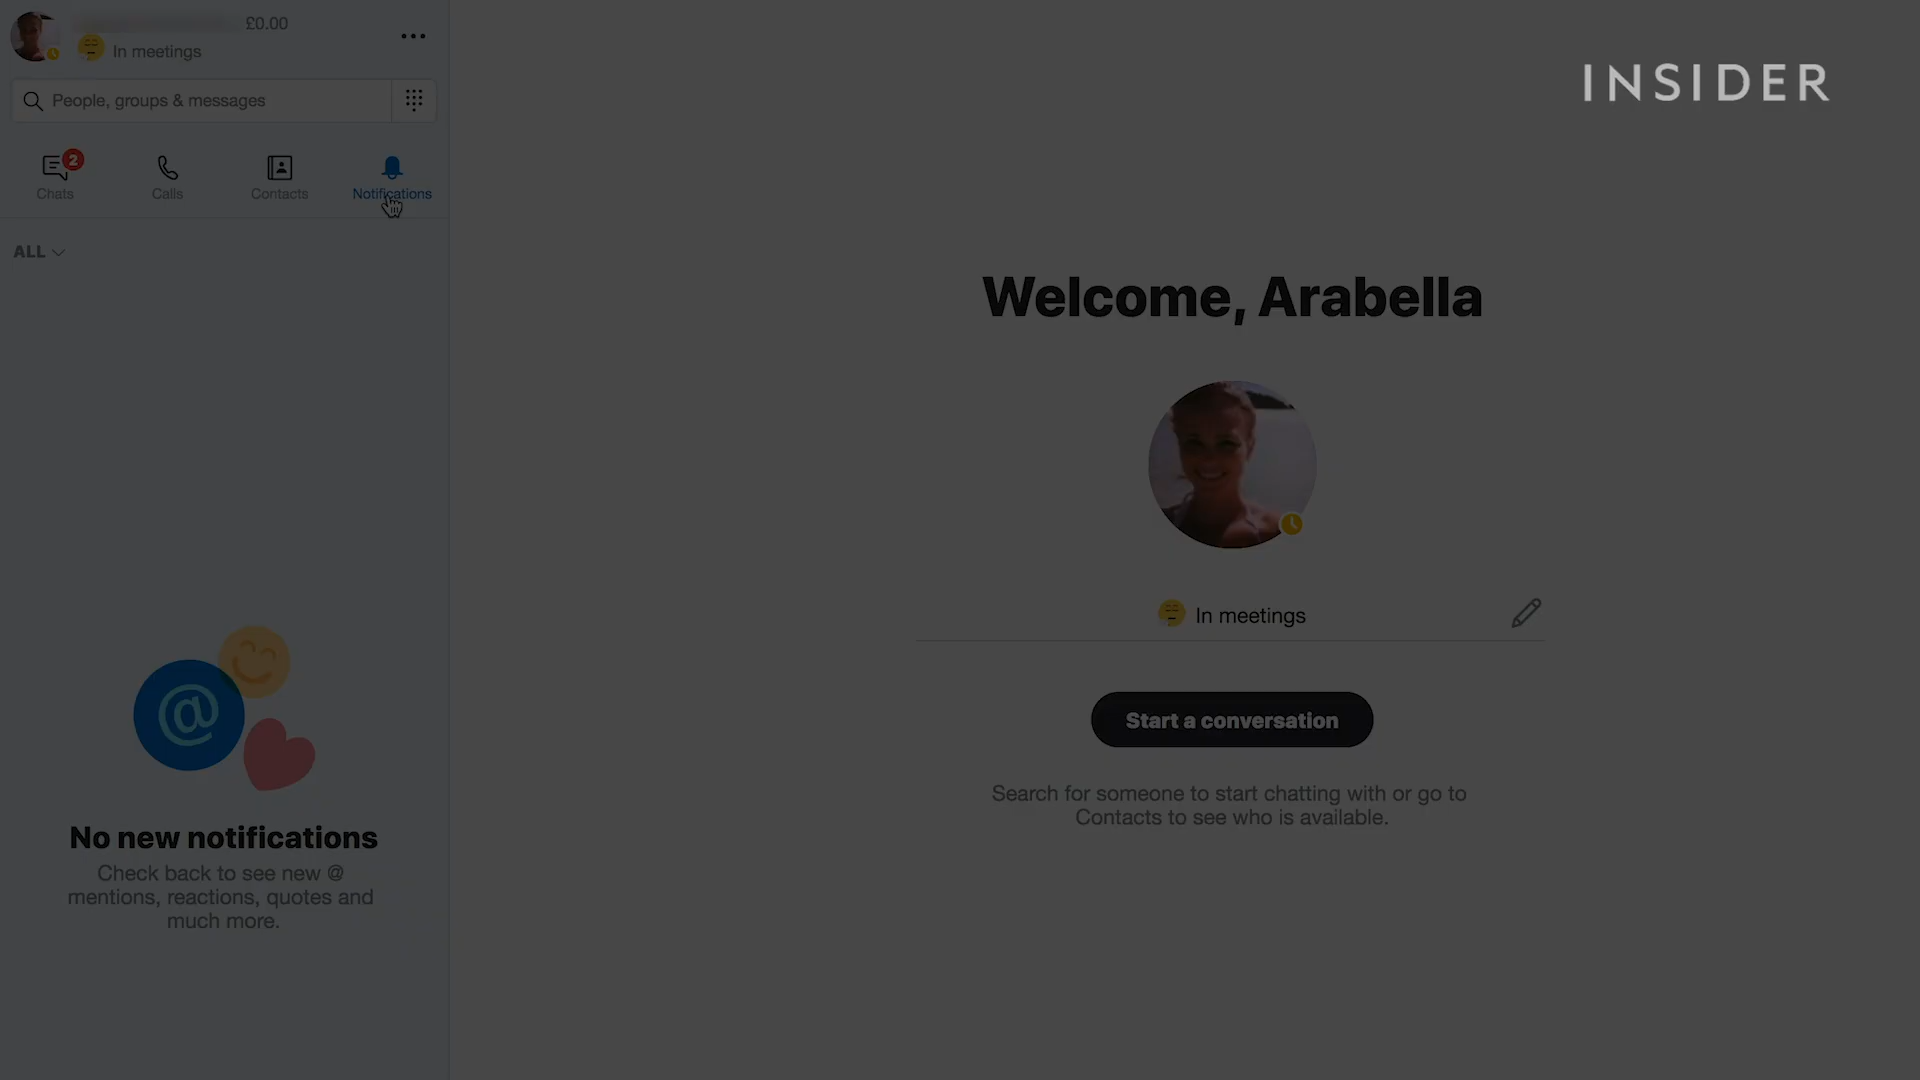 £0.00
In meetings
People, groups & messages
2
Chats
Calls
Contacts
Notifications
ALL
@
No new notifications
Check back to see new @
mentions, reactions, quotes and
much more.
INSIDER
Welcome, Arabella
In meetings
Start a conversation
Search for someone to start chatting with or go to
Contacts to see who is available.